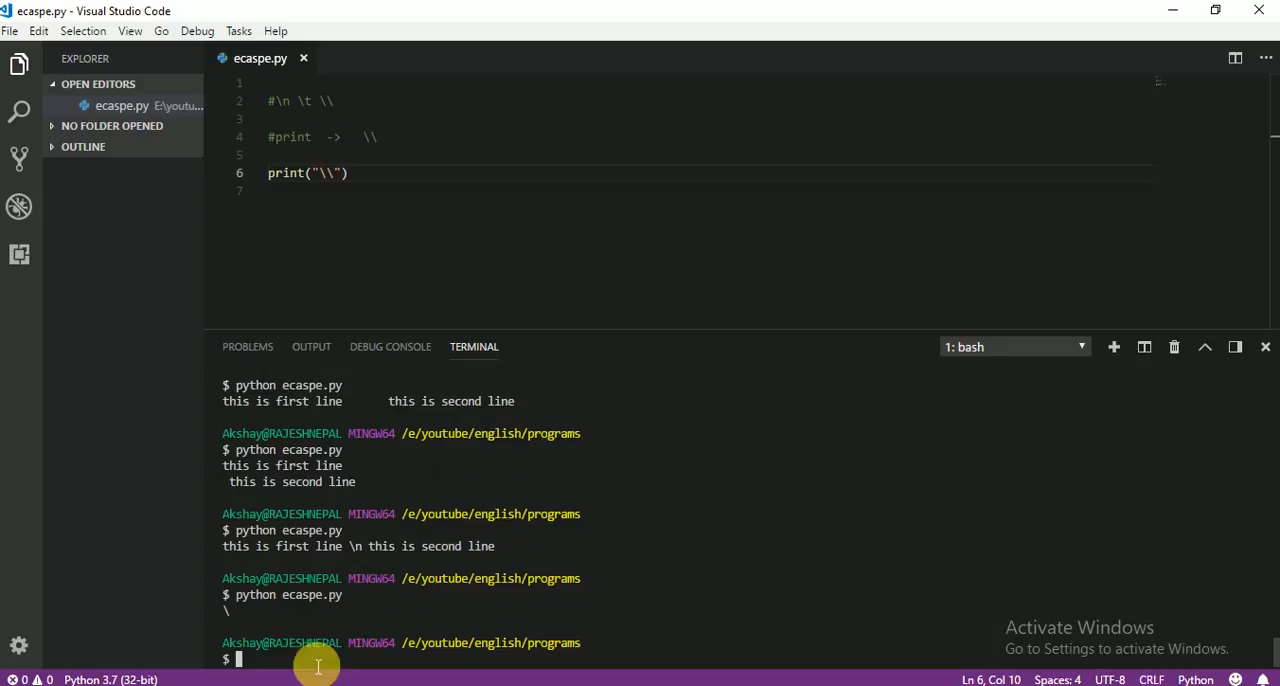 ecaspe.py - Visual Studio Code
File Edit Selection View Go Debug Tasks Help
EXPLORER
OPEN EDITORS
ecaspe.py E:\youtu...
NO FOLDER OPENED
OUTLINE
ecaspe.py
1
2 #\n \t \\
3
4 #print -> \\
5
6 print("\\")
7
PROBLEMS OUTPUT DEBUG CONSOLE TERMINAL
1: bash
$ python ecaspe.py
this is first line this is second line
Akshay@RAJESHNEPAL MINGW64 /e/youtube/english/programs
$ python ecaspe.py
this is first line
this is second line
Akshay@RAJESHNEPAL MINGW64 /e/youtube/english/programs
$ python ecaspe.py
this is first line \n this is second line
Akshay@RAJESHNEPAL MINGW64 /e/youtube/english/programs
$ python ecaspe.py
\
Akshay@RAJESHNEPAL MINGW64 /e/youtube/english/programs
$
Activate Windows
Go to Settings to activate Windows.
0 0 Python 3.7 (32-bit) Ln 6, Col 10 Spaces: 4 UTF-8 CRLF Python